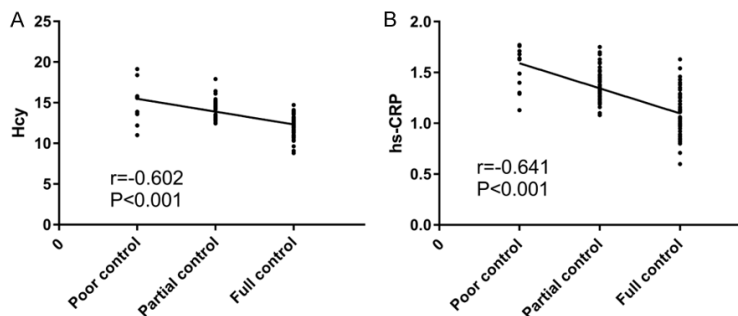 A
Hcy
25
20
15
10
5
0
r=-0.602
P<0.001
0
Poor control
Partial control
Full control
B
hs-CRP
2.0
1.5
1.0
0.5
0.0
r=-0.641
P<0.001
0
Poor control
Partial control
Full control